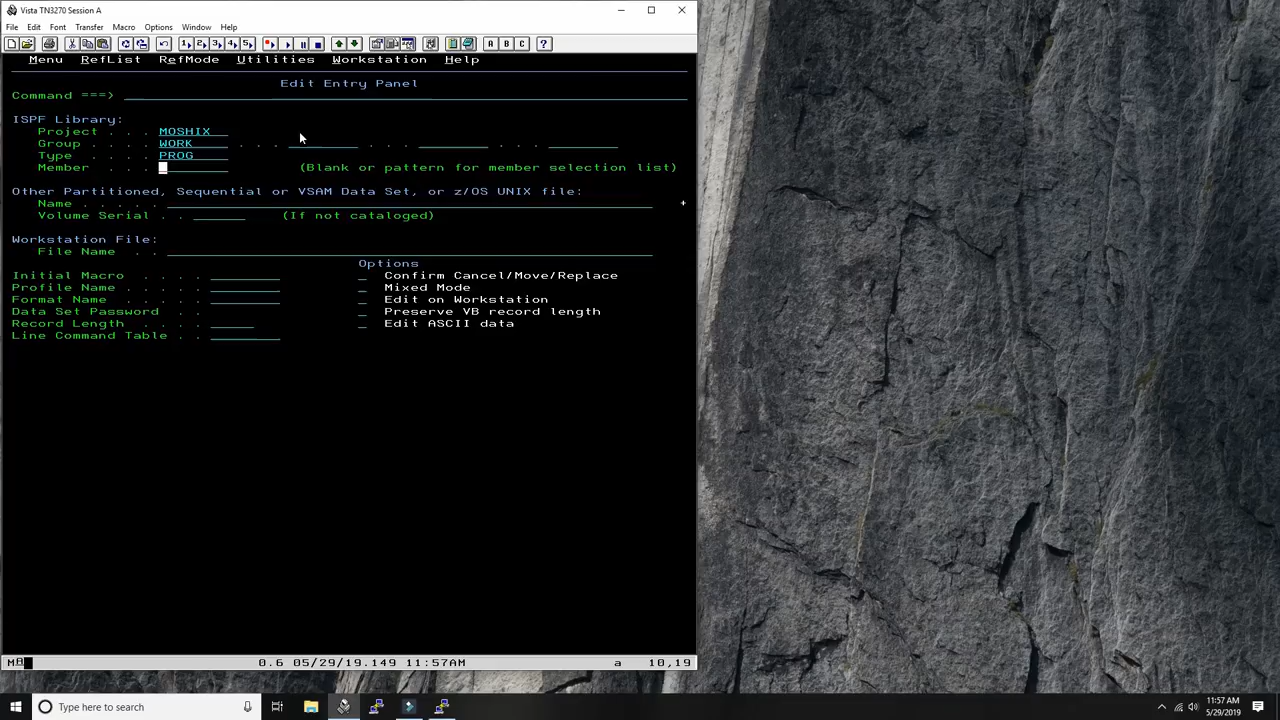 Vista TN3270 Session A
File Edit Font Transfer Macro Options Window Help
1 2 3 4 5 A B C ?
Menu RefList RefMode Utilities Workstation Help
Edit Entry Panel
Command ===>
ISPF Library:
Project . . . MOSHIX
Group . . . . WORK . . . . . . . . .
Type . . . . PROG
Member . . . (Blank or pattern for member selection list)
Other Partitioned, Sequential or VSAM Data Set, or z/OS UNIX file:
Name . . . . . +
Volume Serial . . (If not cataloged)
Workstation File:
File Name . .
Options
Initial Macro . . . . Confirm Cancel/Move/Replace
Profile Name . . . . . Mixed Mode
Format Name . . . . . Edit on Workstation
Data Set Password . . Preserve VB record length
Record Length . . . . Edit ASCII data
Line Command Table . .
0.6 05/29/19.149 11:57AM a 10,19
Type here to search
11:57 AM
5/29/2019